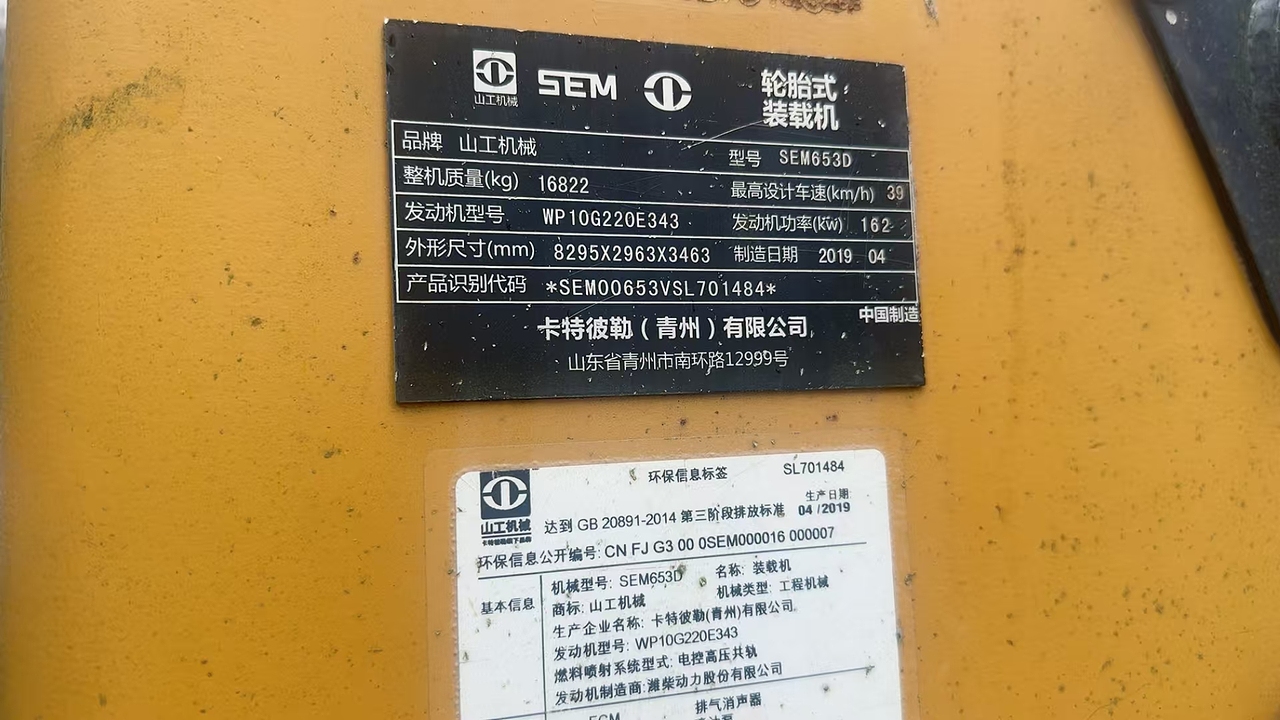 山工机械 SEM 轮胎式
装载机
品牌 山工机械 型号 SEM653D
整机质量(kg) 16822 最高设计车速(km/h) 39
发动机型号 WP10G220E343 发动机功率(kw) 162
外形尺寸(mm) 8295X2963X3463 制造日期 2019 04
产品识别代码 *SEM00653VSL701484*
中国制造
卡特彼勒（青州）有限公司
山东省青州市南环路12999号
环保信息标签 SL701484
山工机械
卡特彼勒旗下品牌
达到 GB 20891-2014 第三阶段排放标准
生产日期
04 /2019
环保信息公开编号: CN FJ G3 00 0SEM000016 000007
基本信息
机械型号: SEM653D 名称: 装载机
商标: 山工机械 机械类型: 工程机械
生产企业名称: 卡特彼勒(青州)有限公司
发动机型号: WP10G220E343
燃料喷射系统型式: 电控高压共轨
发动机制造商: 潍柴动力股份有限公司
ECM 排气消声器